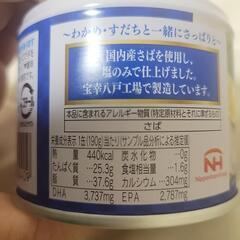 ～わかめ・すだちと一緒にさっぱりと～
国内産さばを使用し、
塩のみで仕上げました。
宝幸八戸工場で製造しています。
本品に含まれるアレルギー物質(特定原材料とそれに準ずるもの)
さば
栄養成分表示 1缶(190g)当たり(サンプル品分析による推定値)
熱量 440kcal 炭水化物 0g
たんぱく質 25.3g 食塩相当量 1.6g
脂質 37.6g カルシウム 304mg
DHA 3,737mg EPA 2,787mg
NH